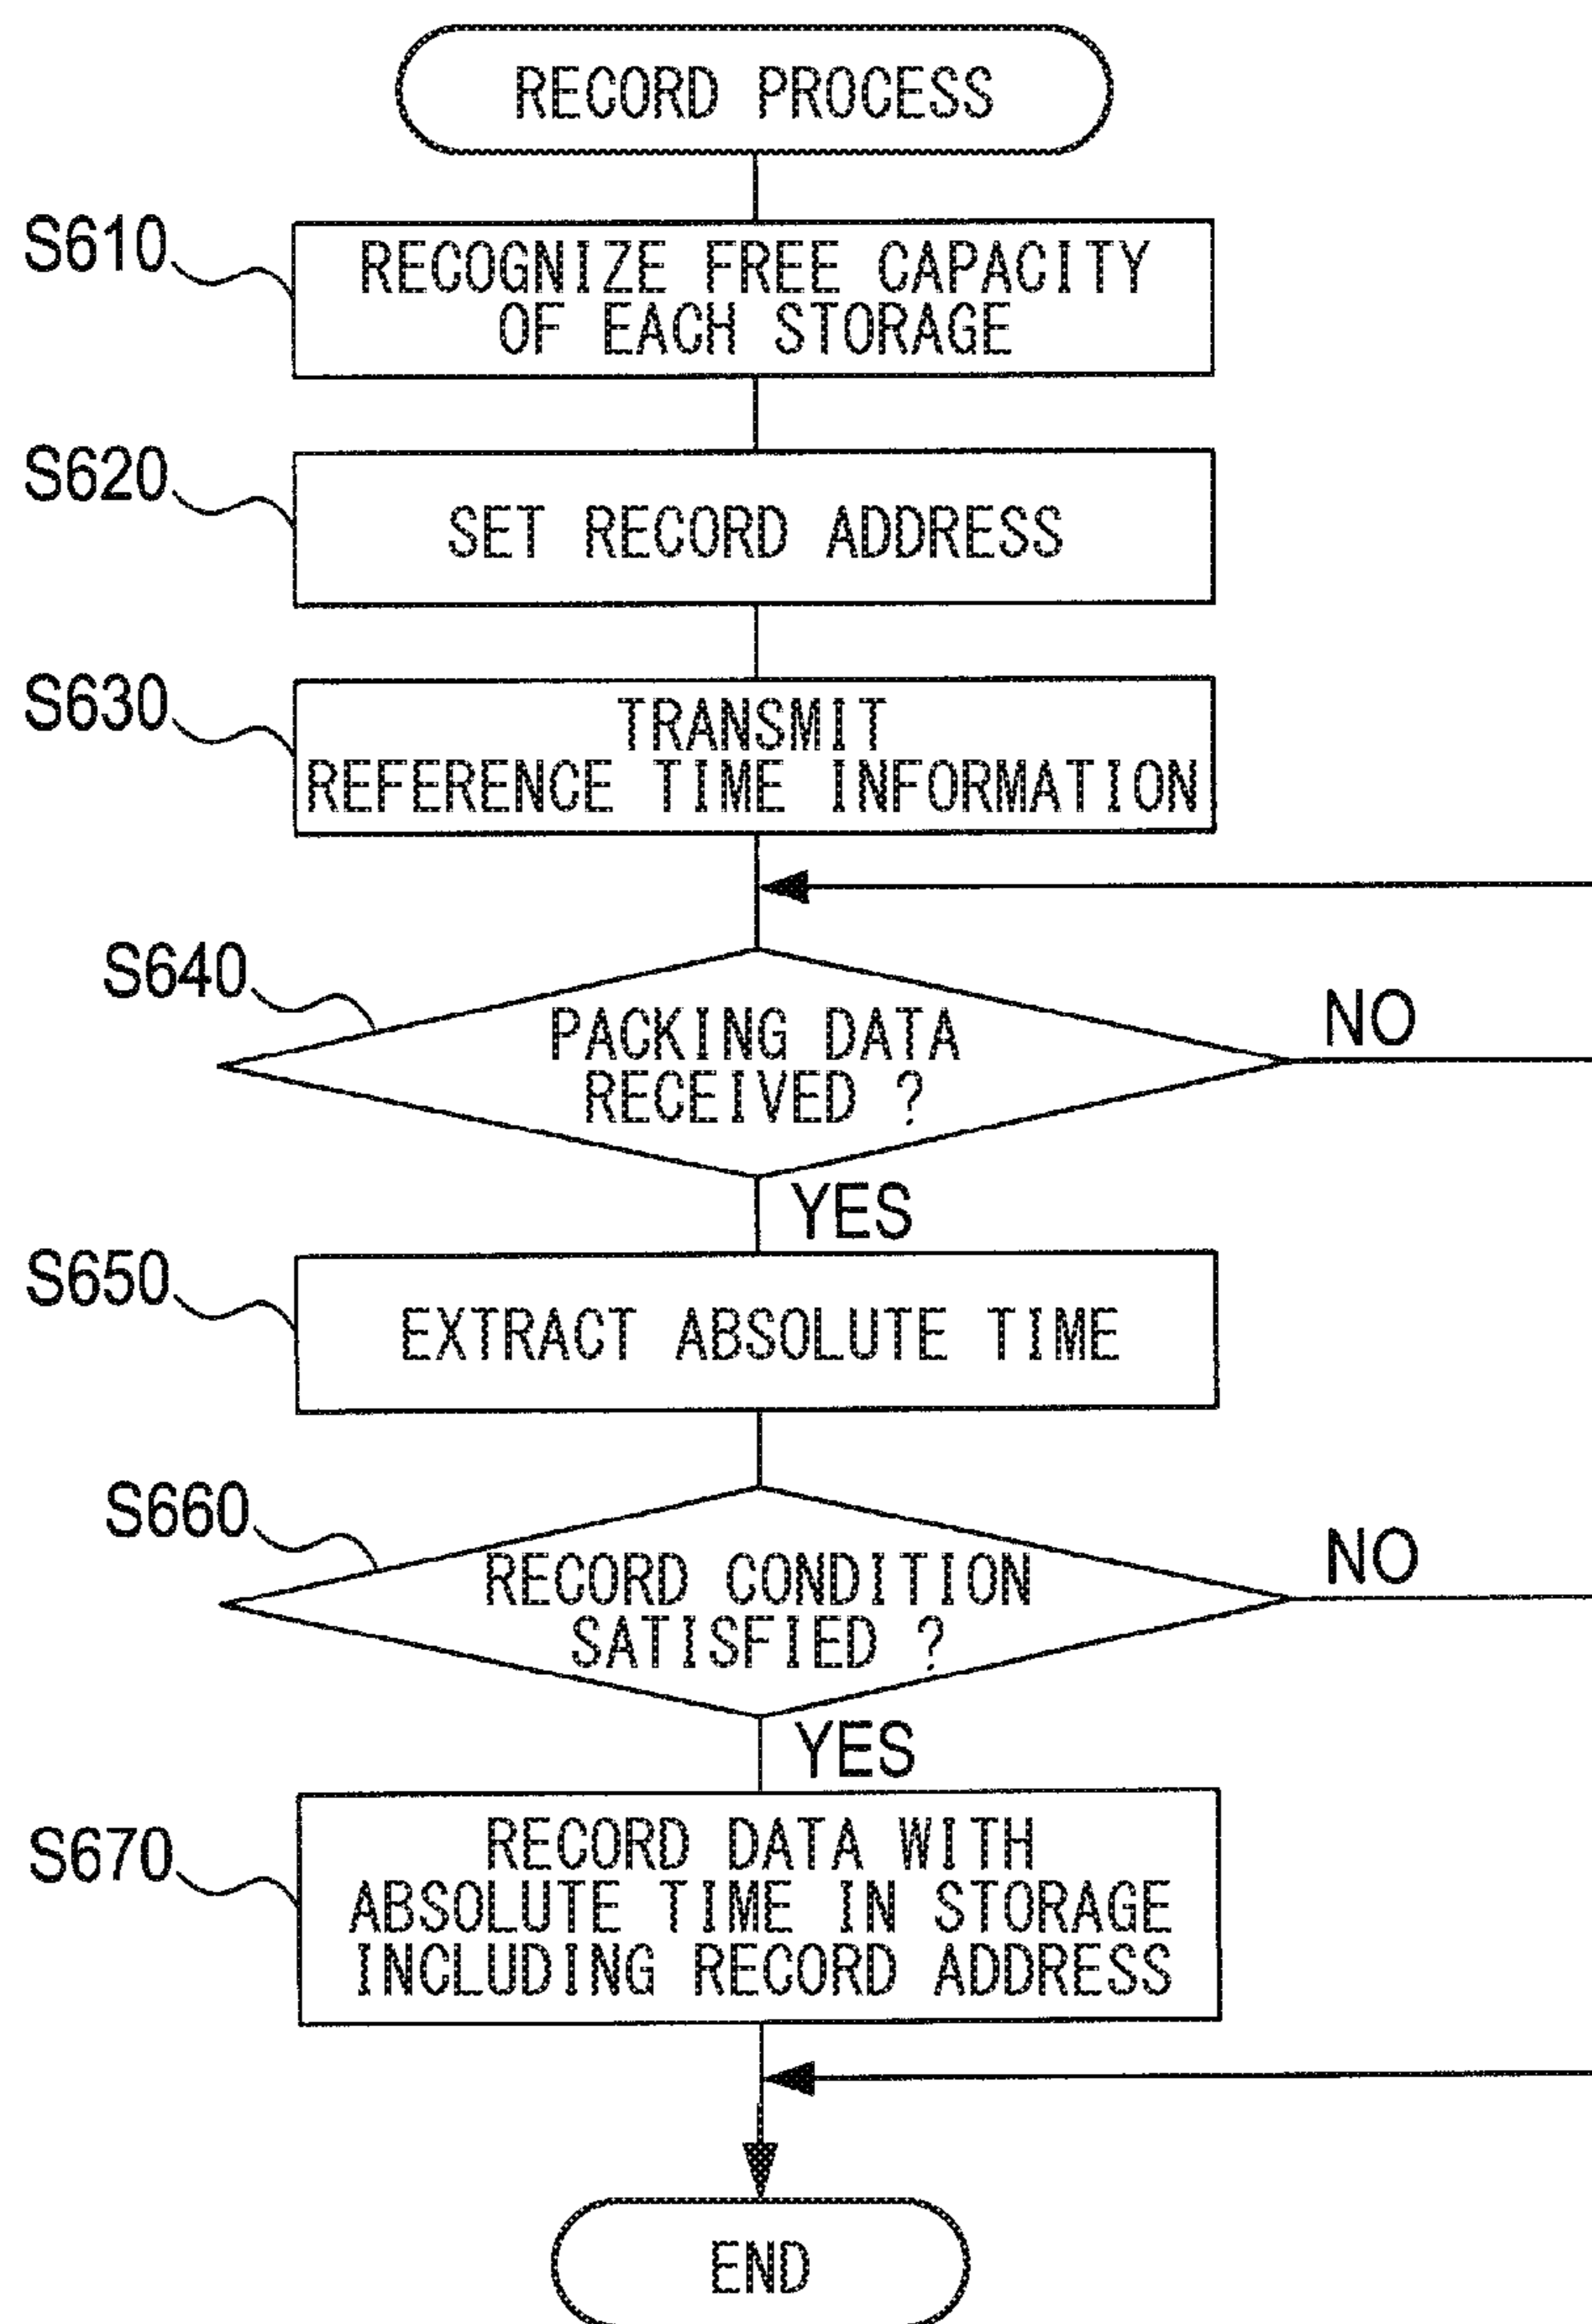 RECORD PROCESS
S610
RECOGNIZE FREE CAPACITY
OF EACH STORAGE
S620
SET RECORD ADDRESS
S630
TRANSMIT
REFERENCE TIME INFORMATION
S640
PACKING DATA
RECEIVED ?
NO
YES
S650
EXTRACT ABSOLUTE TIME
S660
RECORD CONDITION
SATISFIED ?
NO
YES
S670
RECORD DATA WITH
ABSOLUTE TIME IN STORAGE
INCLUDING RECORD ADDRESS
END